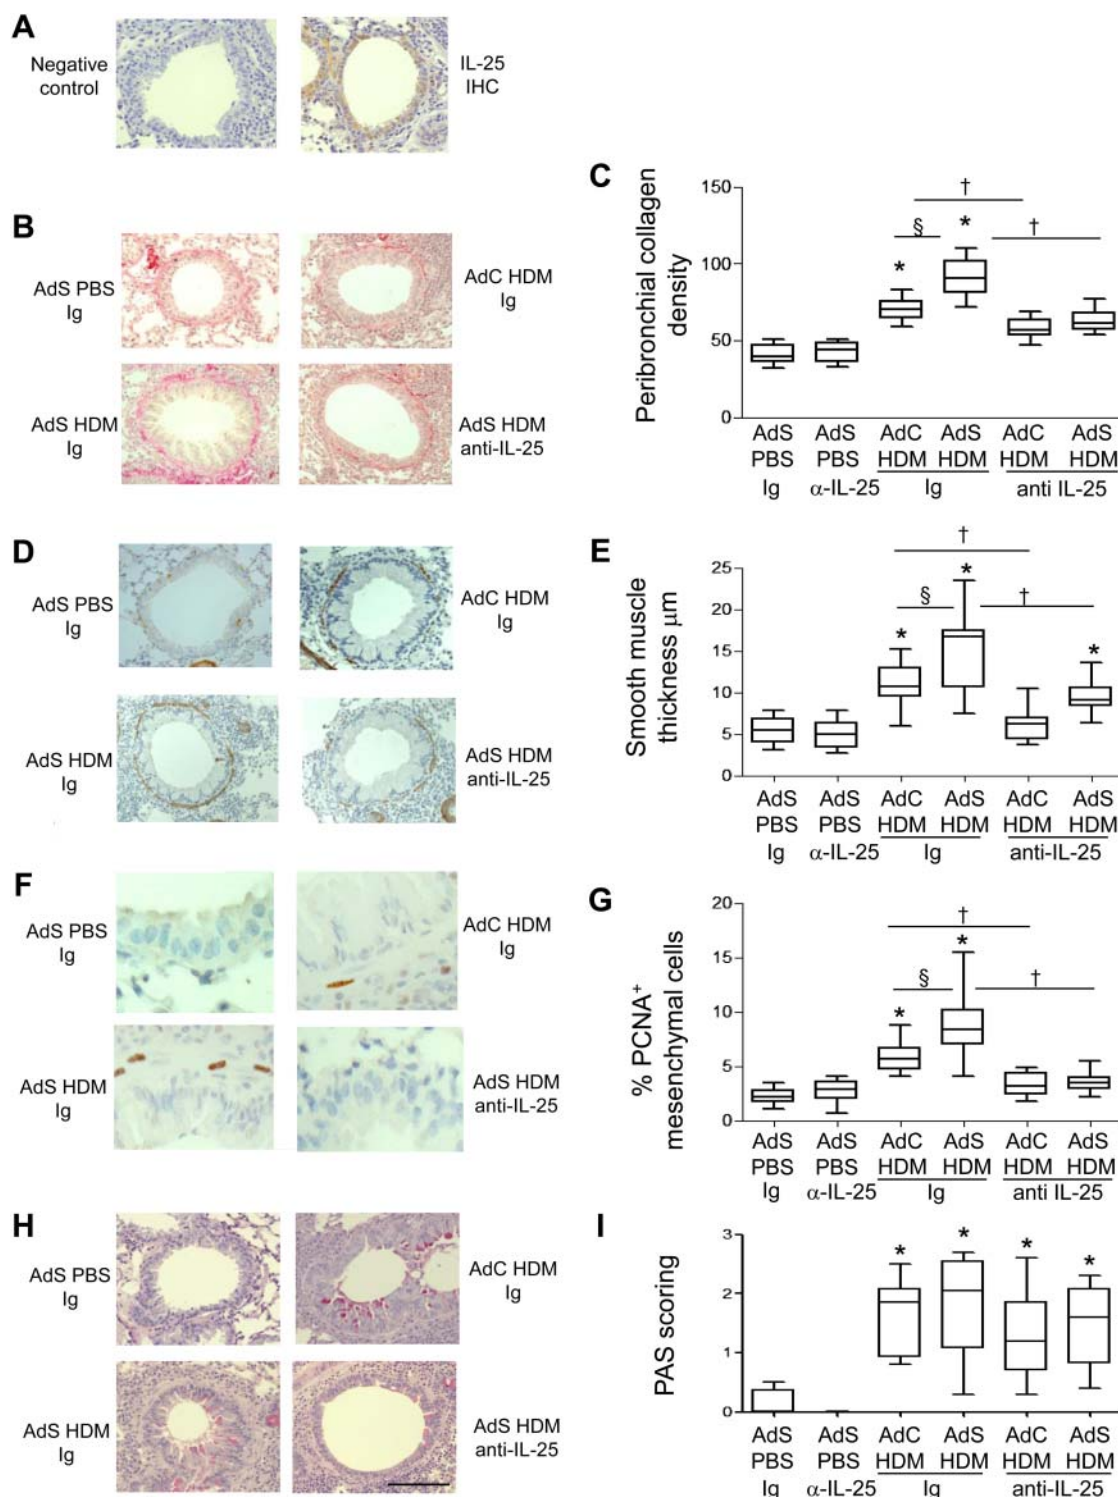 A
Negative
control
IL-25
IHC
B
AdS PBS
Ig
AdC HDM
Ig
AdS HDM
Ig
AdS HDM
anti-IL-25
C
Peribronchial collagen
density
150
100
50
0
†
§
*
*
†
AdS AdS AdC AdS AdC AdS
PBS PBS HDM HDM HDM HDM
Ig α-IL-25 Ig anti IL-25
D
AdS PBS
Ig
AdC HDM
Ig
AdS HDM
Ig
AdS HDM
anti-IL-25
E
Smooth muscle
thickness μm
25
20
15
10
5
0
†
*
§
†
*
*
AdS AdS AdC AdS AdC AdS
PBS PBS HDM HDM HDM HDM
Ig α-IL-25 Ig anti-IL-25
F
AdS PBS
Ig
AdC HDM
Ig
AdS HDM
Ig
AdS HDM
anti-IL-25
G
% PCNA⁺
mesenchymal cells
20
15
10
5
0
†
*
§
†
*
AdS AdS AdC AdS AdC AdS
PBS PBS HDM HDM HDM HDM
Ig α-IL-25 Ig anti IL-25
H
AdS PBS
Ig
AdC HDM
Ig
AdS HDM
Ig
AdS HDM
anti-IL-25
I
PAS scoring
3
2
1
0
* * * *
AdS AdS AdC AdS AdC AdS
PBS PBS HDM HDM HDM HDM
Ig α-IL-25 Ig anti-IL-25